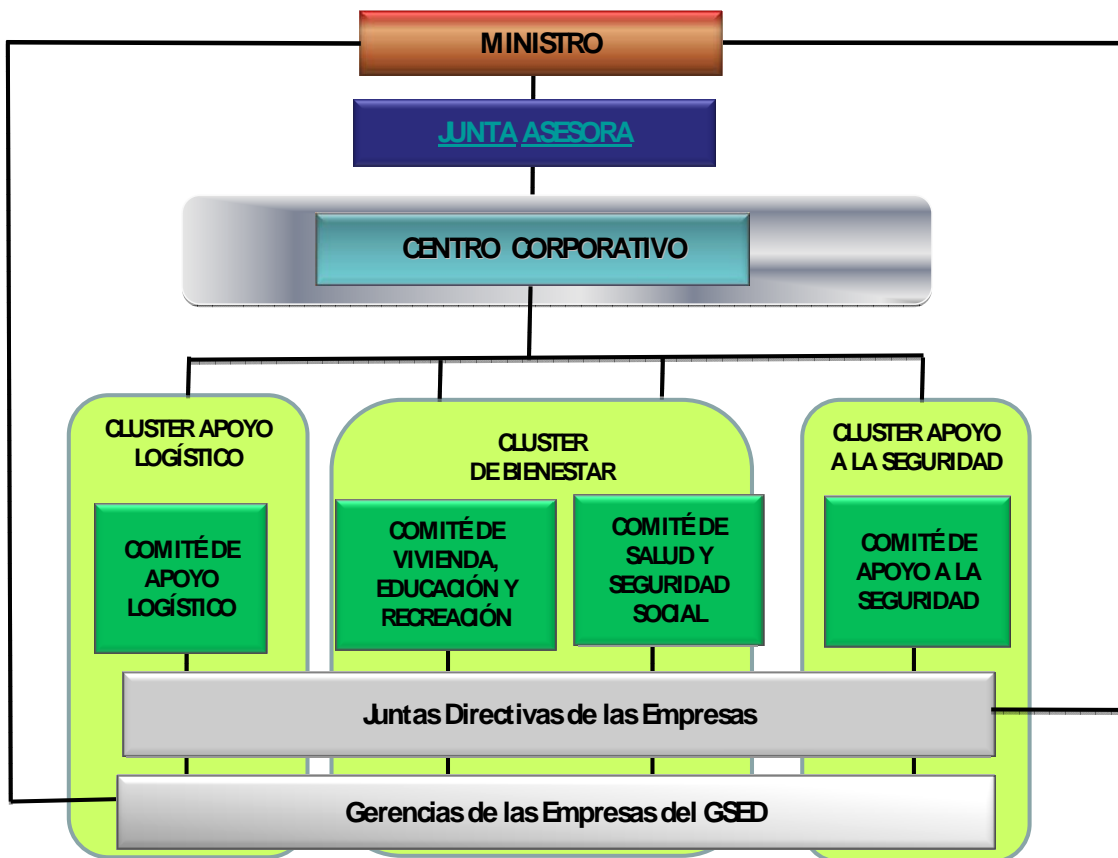 MINISTRO
JUNTA ASESORA
CENTRO CORPORATIVO
CLUSTER APOYO
LOGÍSTICO
CLUSTER
DE BIENESTAR
CLUSTER APOYO
A LA SEGURIDAD
COMITÉ DE
APOYO
LOGÍSTICO
COMITÉ DE
VIVIENDA,
EDUCACIÓN Y
RECREACIÓN
COMITÉ DE
SALUD Y
SEGURIDAD
SOCIAL
COMITÉ DE
APOYO A LA
SEGURIDAD
Juntas Directivas de las Empresas
Gerencias de las Empresas del GSED